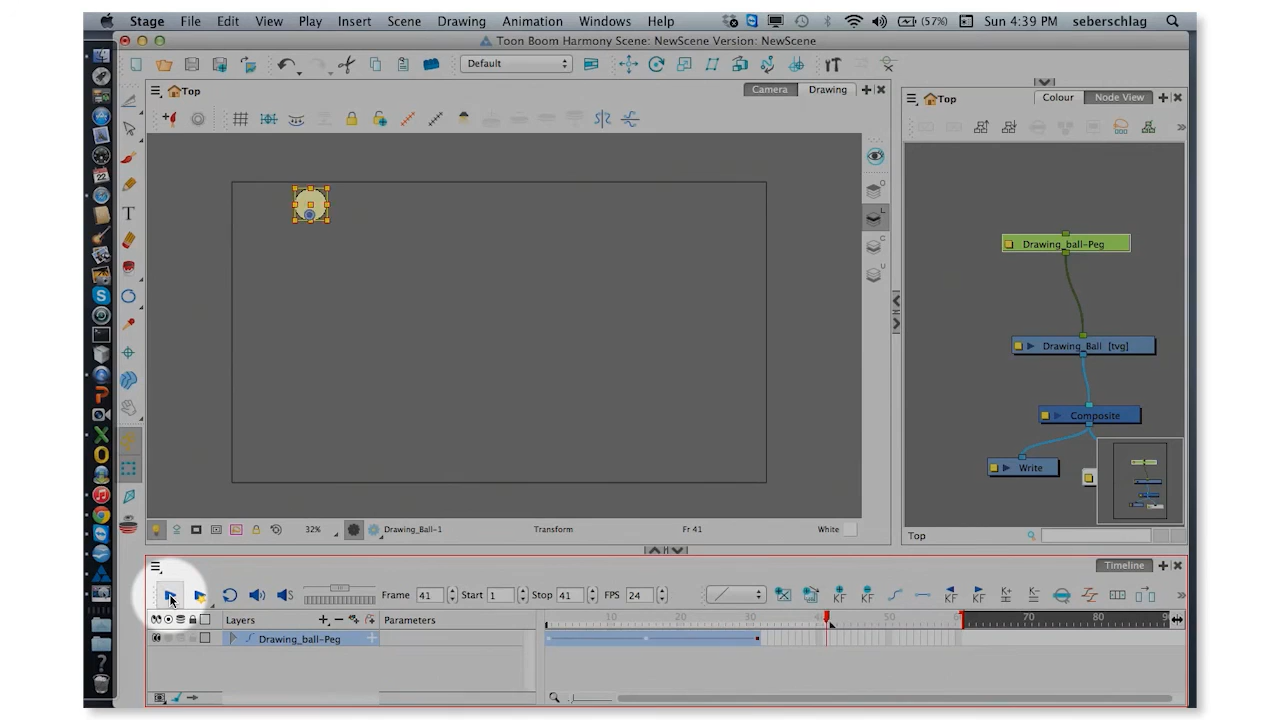 Stage File Edit View Play Insert Scene Drawing Animation Windows Help (57%) Sun 4:39 PM seberschlag
Toon Boom Harmony Scene: NewScene Version: NewScene
Default
Top Camera Drawing
Top Colour Node View
T
Drawing_ball-Peg
Drawing_Ball [tvg]
Composite
Write
32% Drawing_Ball-1 Transform Fr 41 White
Top
Timeline
Frame 41 Start 1 Stop 41 FPS 24 KF KF KF KF
Layers Parameters 10 20 30 50 70 80
Drawing_ball-Peg